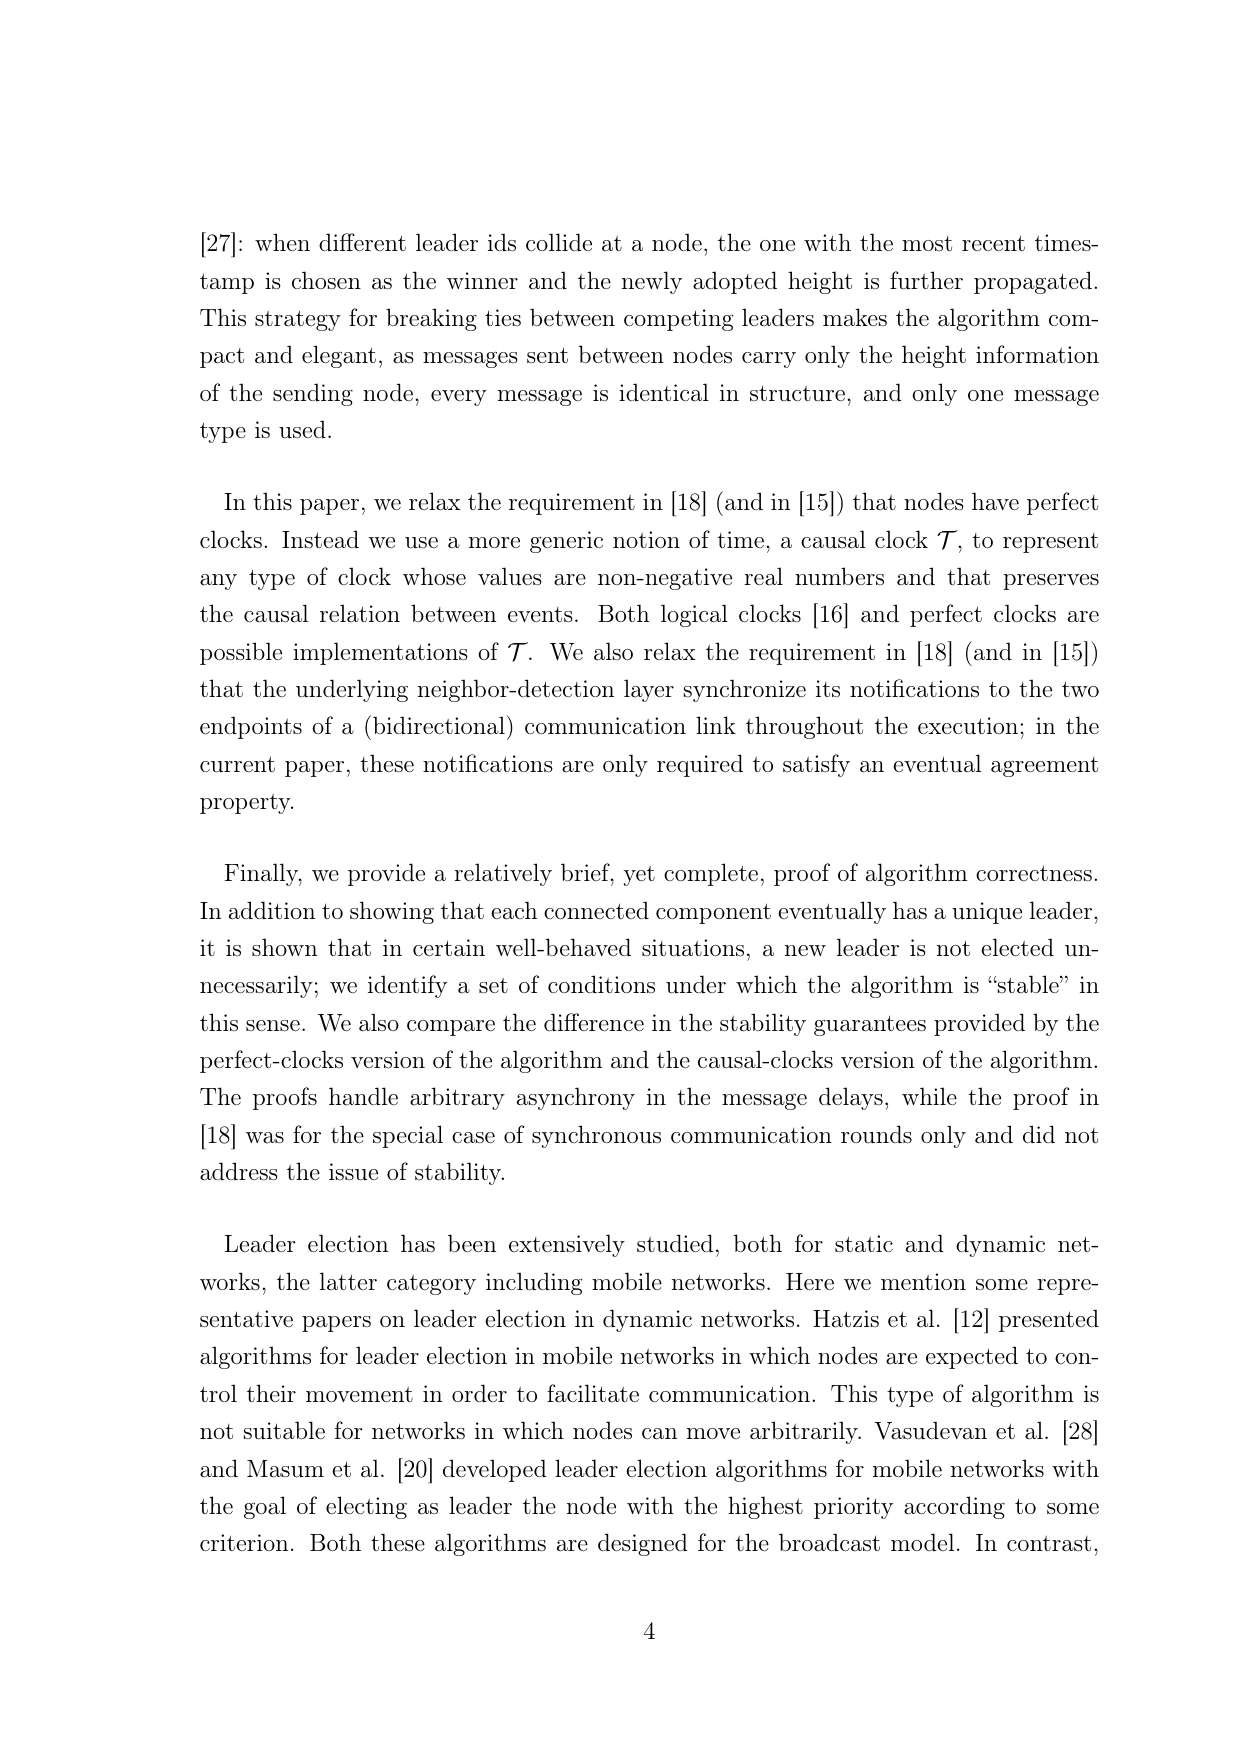 [27]: when different leader ids collide at a node, the one with the most recent times-
tamp is chosen as the winner and the newly adopted height is further propagated.
This strategy for breaking ties between competing leaders makes the algorithm com-
pact and elegant, as messages sent between nodes carry only the height information
of the sending node, every message is identical in structure, and only one message
type is used.
In this paper, we relax the requirement in [18] (and in [15]) that nodes have perfect
clocks. Instead we use a more generic notion of time, a causal clock 𝒯, to represent
any type of clock whose values are non-negative real numbers and that preserves
the causal relation between events. Both logical clocks [16] and perfect clocks are
possible implementations of 𝒯. We also relax the requirement in [18] (and in [15])
that the underlying neighbor-detection layer synchronize its notifications to the two
endpoints of a (bidirectional) communication link throughout the execution; in the
current paper, these notifications are only required to satisfy an eventual agreement
property.
Finally, we provide a relatively brief, yet complete, proof of algorithm correctness.
In addition to showing that each connected component eventually has a unique leader,
it is shown that in certain well-behaved situations, a new leader is not elected un-
necessarily; we identify a set of conditions under which the algorithm is “stable” in
this sense. We also compare the difference in the stability guarantees provided by the
perfect-clocks version of the algorithm and the causal-clocks version of the algorithm.
The proofs handle arbitrary asynchrony in the message delays, while the proof in
[18] was for the special case of synchronous communication rounds only and did not
address the issue of stability.
Leader election has been extensively studied, both for static and dynamic net-
works, the latter category including mobile networks. Here we mention some repre-
sentative papers on leader election in dynamic networks. Hatzis et al. [12] presented
algorithms for leader election in mobile networks in which nodes are expected to con-
trol their movement in order to facilitate communication. This type of algorithm is
not suitable for networks in which nodes can move arbitrarily. Vasudevan et al. [28]
and Masum et al. [20] developed leader election algorithms for mobile networks with
the goal of electing as leader the node with the highest priority according to some
criterion. Both these algorithms are designed for the broadcast model. In contrast,
4